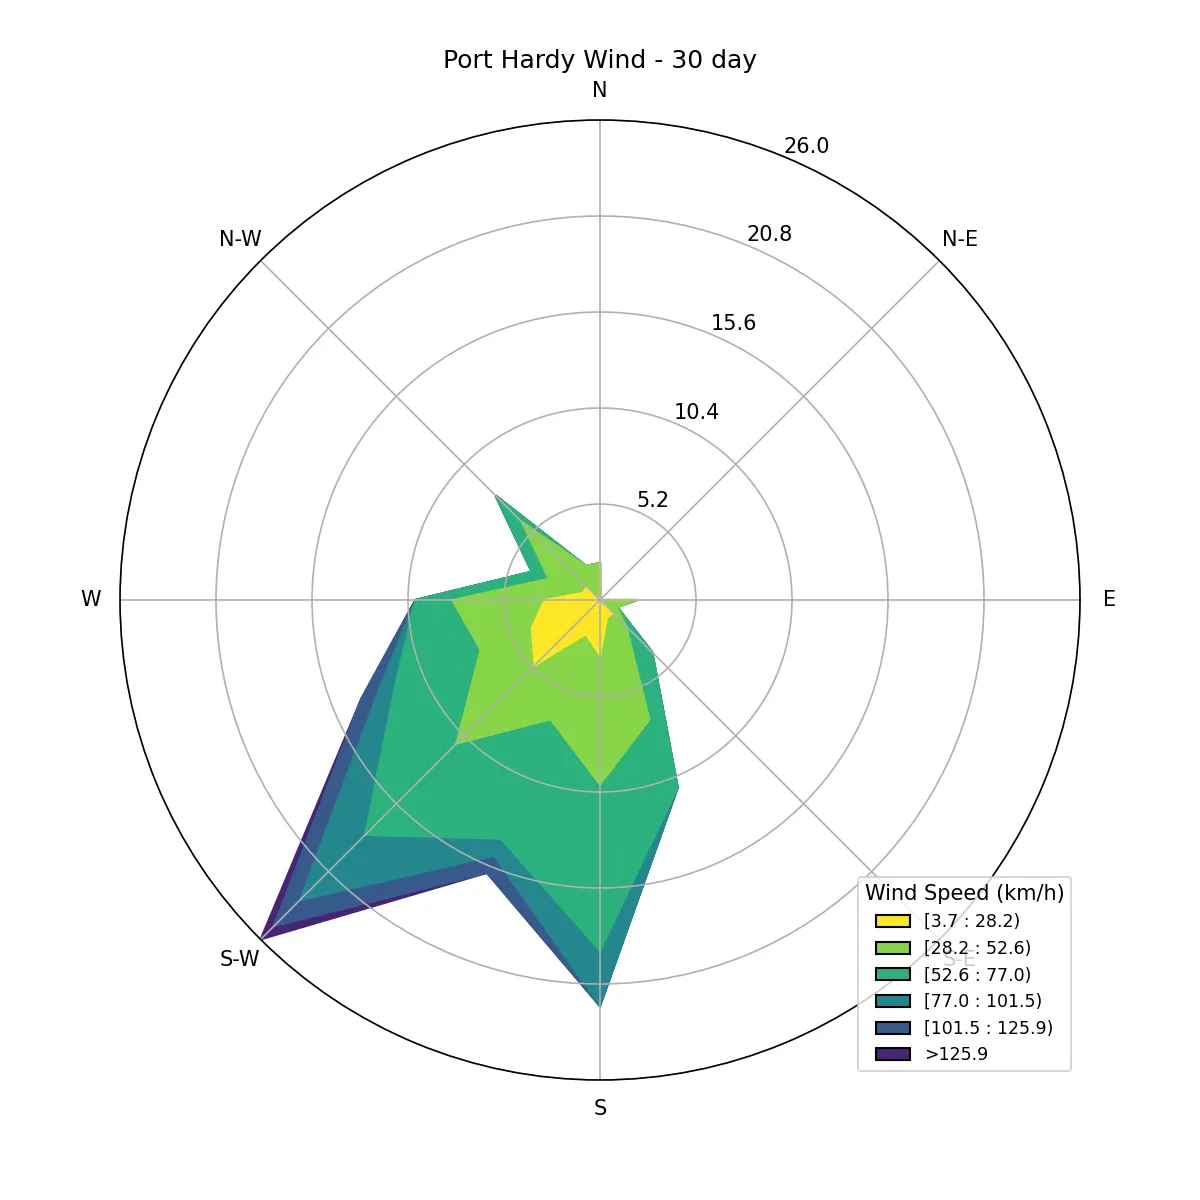 Port Hardy Wind - 30 day
N
26.0
N-W
20.8
N-E
15.6
10.4
5.2
W
E
Wind Speed (km/h)
[3.7 : 28.2)
[28.2 : 52.6)
S-W
S-E
[52.6 : 77.0)
[77.0 : 101.5)
[101.5 : 125.9)
>125.9
S